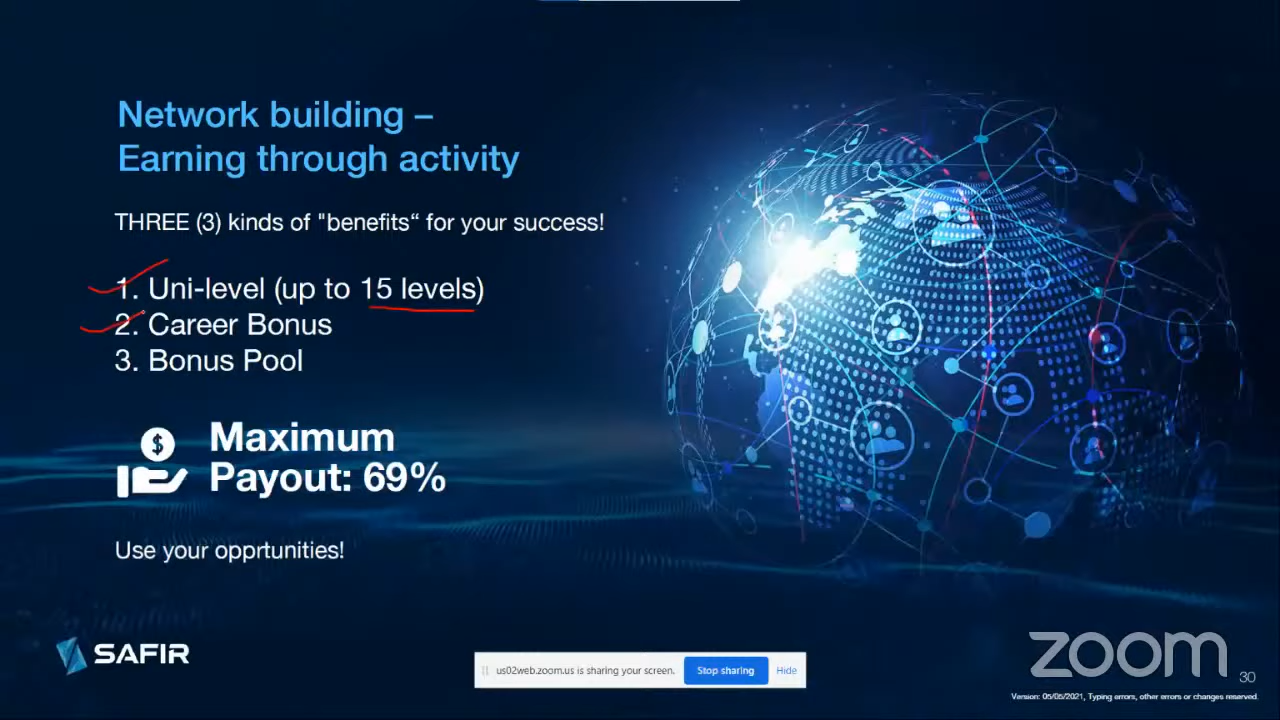 Network building –
Earning through activity
THREE (3) kinds of "benefits“ for your success!
1. Uni-level (up to 15 levels)
2. Career Bonus
3. Bonus Pool
$
Maximum
Payout: 69%
Use your opprtunities!
SAFIR
us02web.zoom.us is sharing your screen.
Stop sharing
Hide
zoom
30
Version: 05/05/2021, Typing errors, other errors or changes reserved.